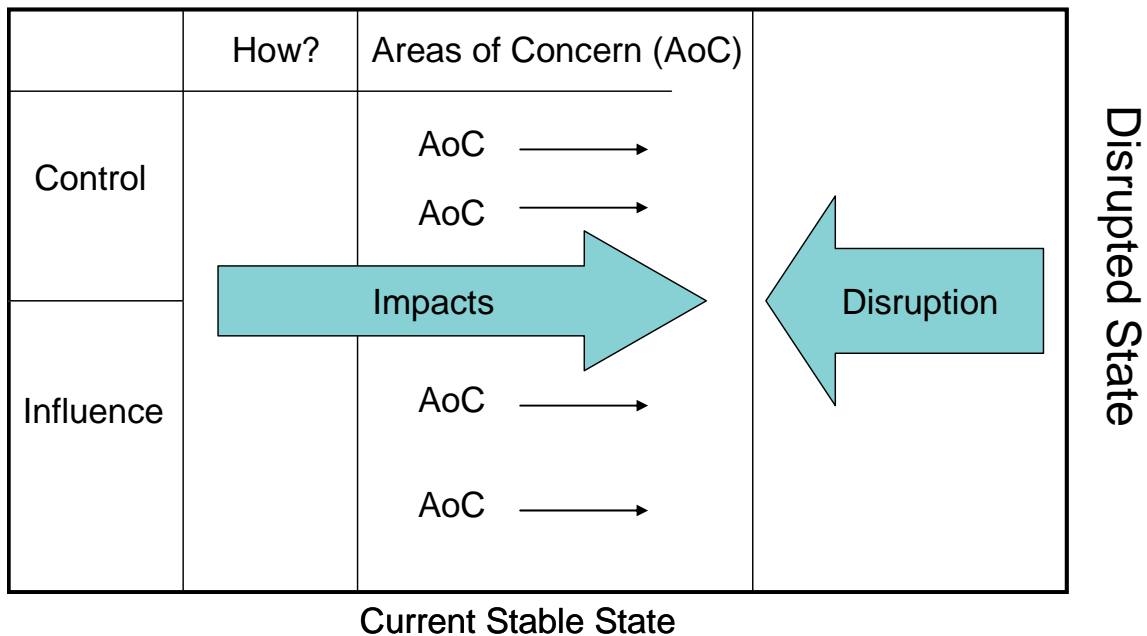 How?
Areas of Concern (AoC)
Control
AoC
AoC
Impacts
Disruption
Influence
AoC
AoC
Disrupted State
Current Stable State